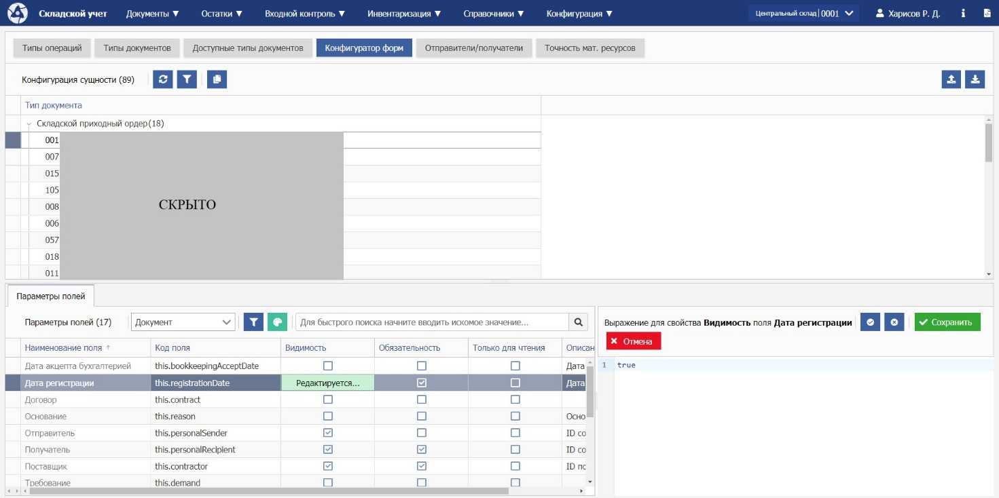 Складской учет Документы ▼ Остатки ▼ Входной контроль ▼ Инвентаризация ▼ Справочники ▼ Конфигурация ▼ Центральный склад | 0001 Харисов Р. Д.
Типы операций Типы документов Доступные типы документов Конфигуратор форм Отправители/получатели Точность мат. ресурсов
Конфигурация сущности (89)
Тип документа
Складской приходный ордер (18)
001
007
015
105
008
СКРЫТО
006
057
018
011
Параметры полей
Параметры полей (17) Документ Для быстрого поиска начните вводить искомое значение...
Наименование поля ↑ Код поля Видимость Обязательность Только для чтения Описан
Дата акцепта бухгалтерией this.bookkeepingAcceptDate Дата
Дата регистрации this.registrationDate Редактируется... Дата
Договор this.contract
Основание this.reason Осно
Отправитель this.personalSender ID со
Получатель this.personalRecipient ID со
Поставщик this.contractor ID по
Требование this.demand
Выражение для свойства Видимость поля Дата регистрации Сохранить
Отмена
1 true